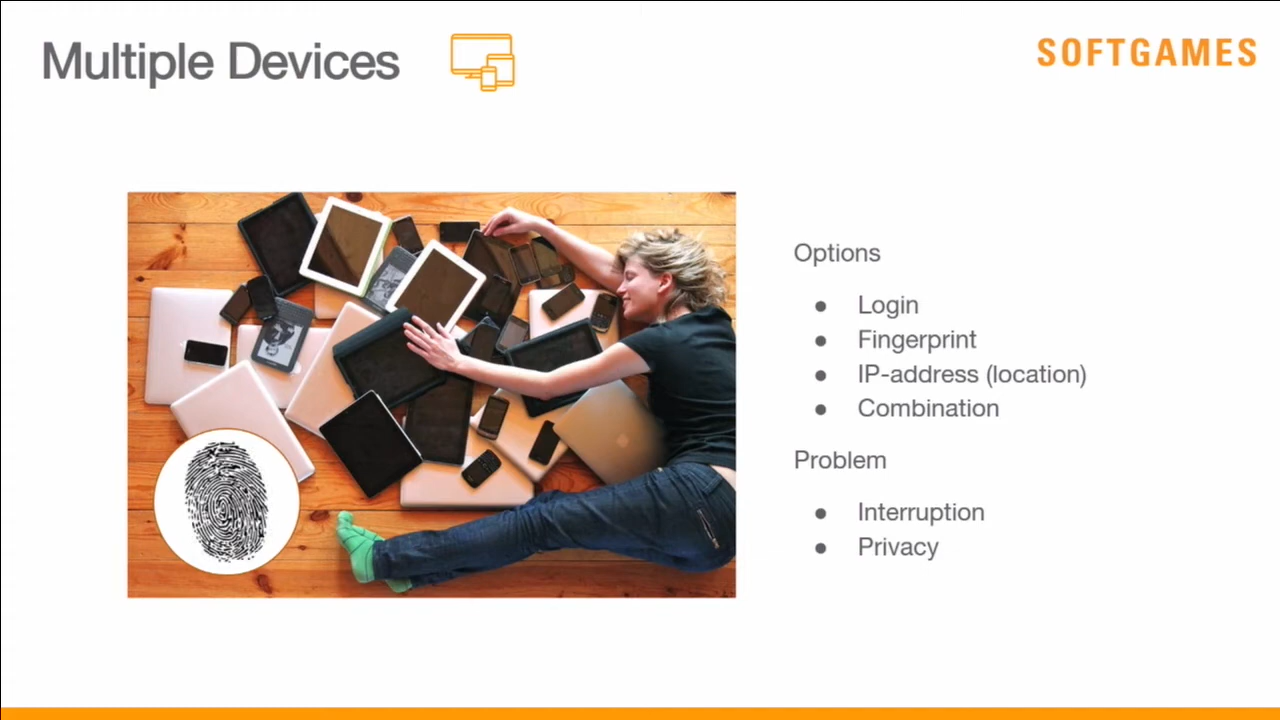 Multiple Devices
SOFTGAMES
Options
● Login
● Fingerprint
● IP-address (location)
● Combination
Problem
● Interruption
● Privacy